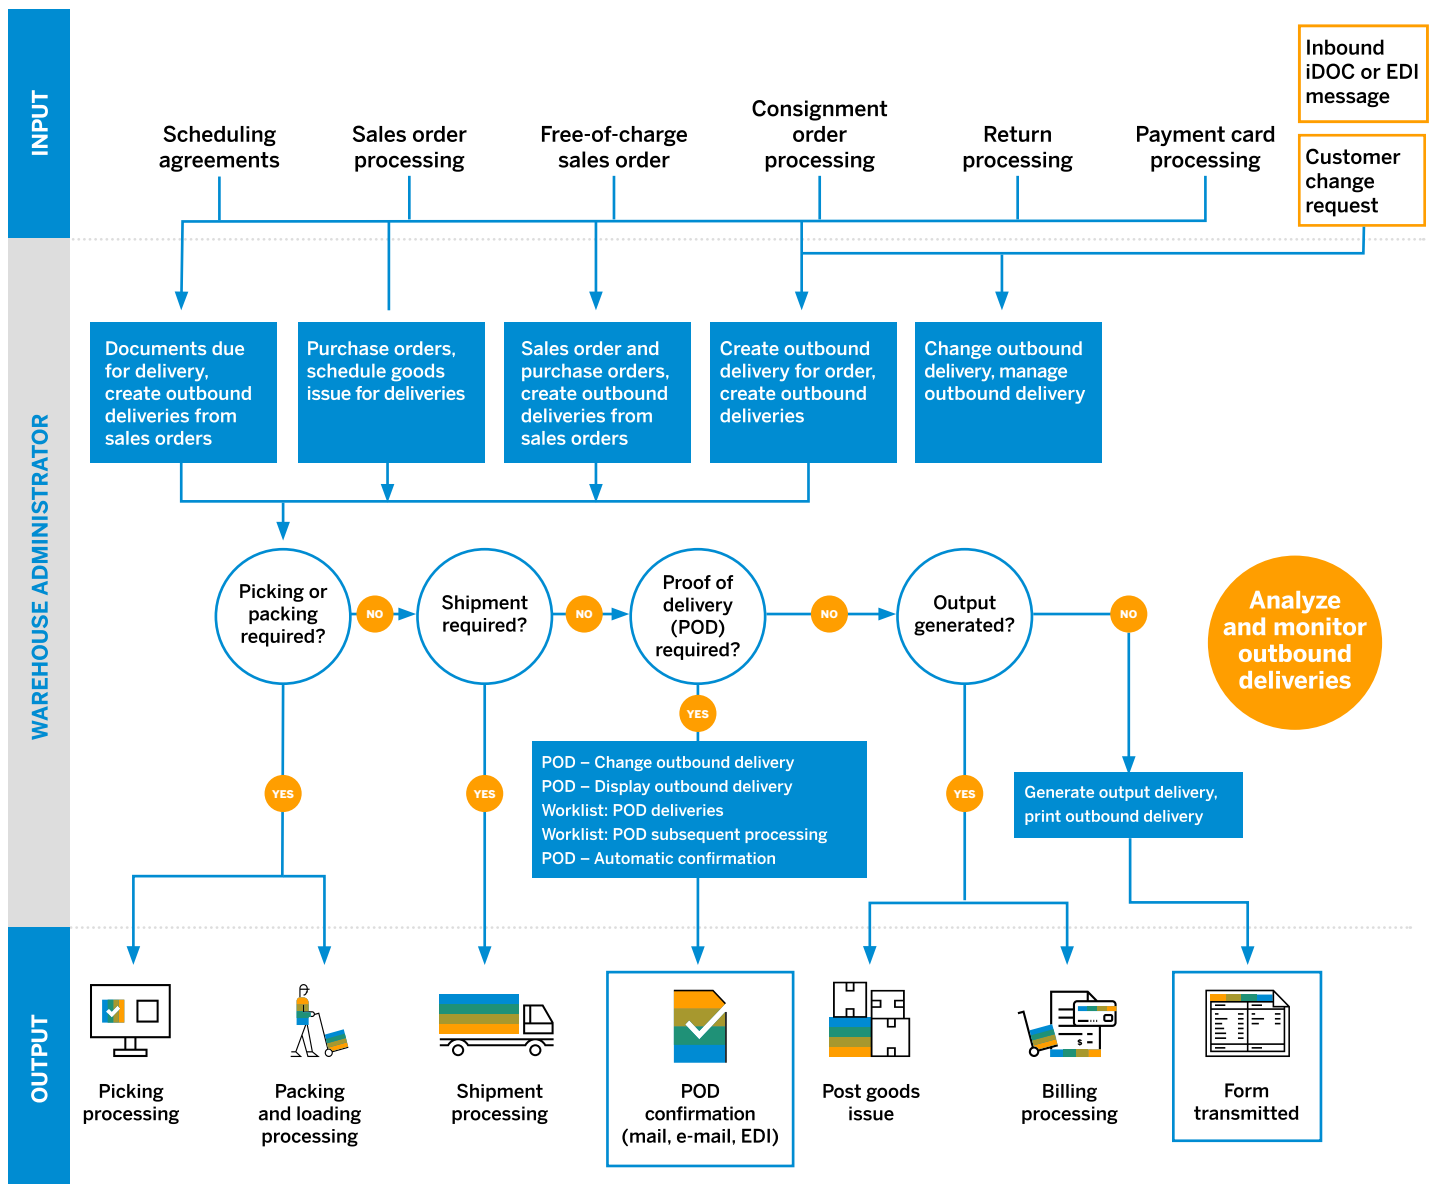 INPUT
Scheduling
agreements
Sales order
processing
Free-of-charge
sales order
Consignment
order
processing
Return
processing
Payment card
processing
Inbound
iDOC or EDI
message
Customer
change
request
WAREHOUSE ADMINISTRATOR
Documents due
for delivery,
create outbound
deliveries from
sales orders
Purchase orders,
schedule goods
issue for deliveries
Sales order and
purchase orders,
create outbound
deliveries from
sales orders
Create outbound
delivery for order,
create outbound
deliveries
Change outbound
delivery, manage
outbound delivery
Picking or
packing
required?
NO
Shipment
required?
NO
Proof of
delivery
(POD)
required?
NO
Output
generated?
NO
Analyze
and monitor
outbound
deliveries
YES
YES
YES
POD – Change outbound delivery
POD – Display outbound delivery
Worklist: POD deliveries
Worklist: POD subsequent processing
POD – Automatic confirmation
YES
Generate output delivery,
print outbound delivery
OUTPUT
Picking
processing
Packing
and loading
processing
Shipment
processing
POD
confirmation
(mail, e-mail, EDI)
Post goods
issue
$
Billing
processing
Form
transmitted